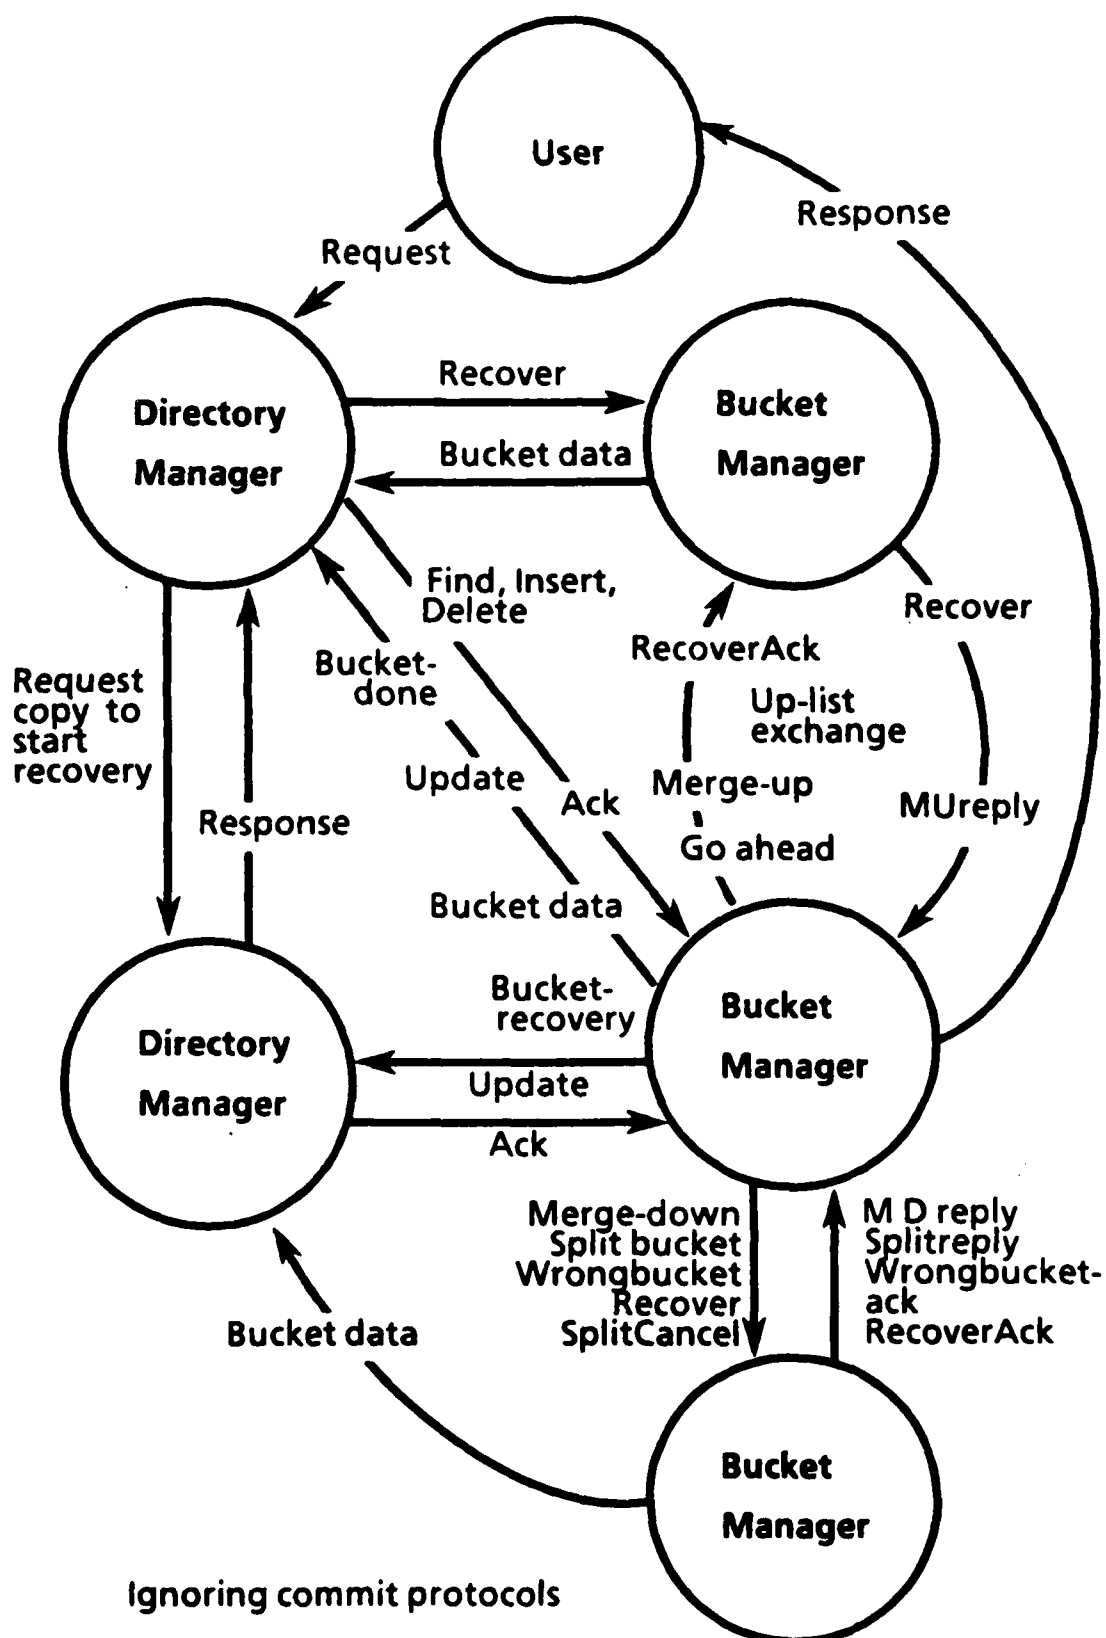 User
Response
Request
Directory
Manager
Recover
Bucket data
Bucket
Manager
Find, Insert,
Delete
Bucket-
done
Recover
RecoverAck
Up-list
exchange
Request
copy to
start
recovery
Update
Ack
Merge-up
MUreply
Response
Go ahead
Bucket data
Bucket-
recovery
Directory
Manager
Bucket
Manager
Update
Ack
Merge-down
Split bucket
Wrongbucket
Recover
SplitCancel
M D reply
Splitreply
Wrongbucket-
ack
RecoverAck
Bucket data
Bucket
Manager
Ignoring commit protocols